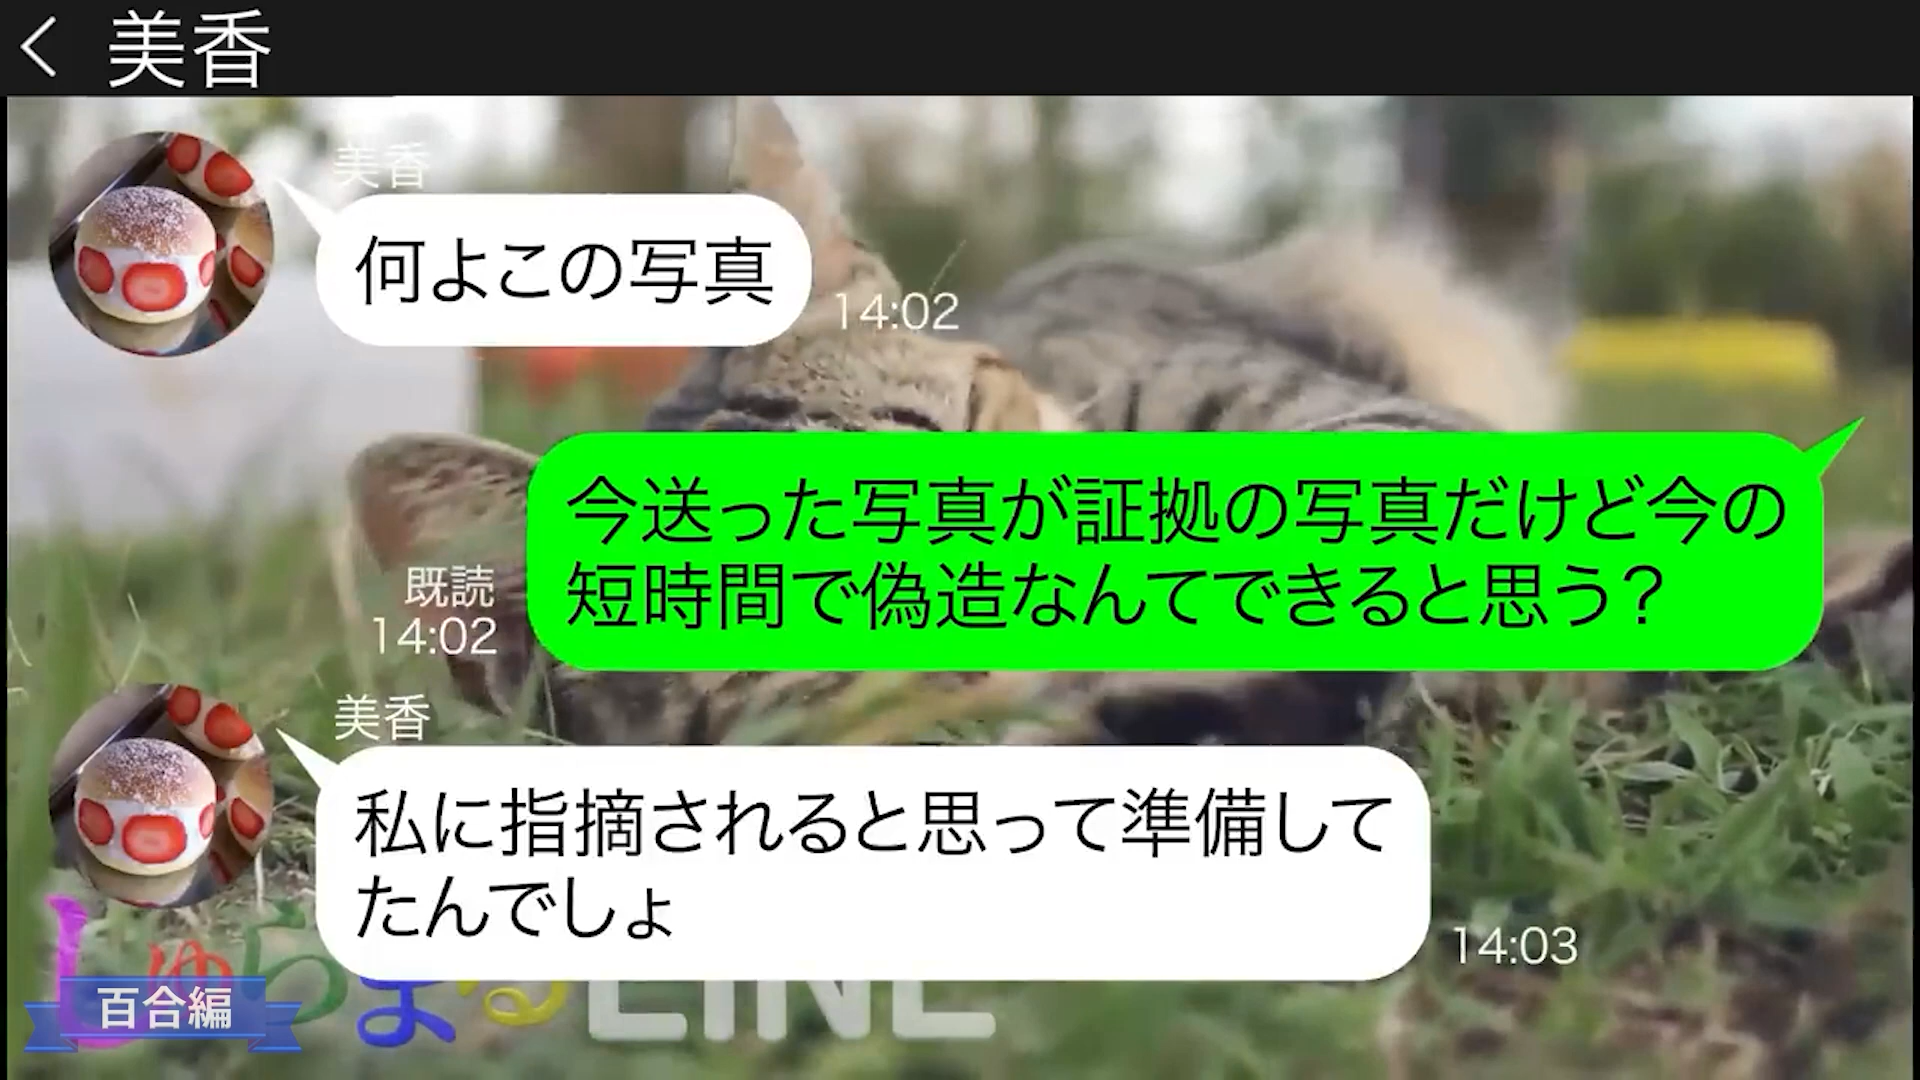 美香
美香
何よこの写真
14:02
今送った写真が証拠の写真だけど今の
短時間で偽造なんてできると思う?
既読
14:02
美香
私に指摘されると思って準備して
たんでしょ
14:03
百合編
LINE